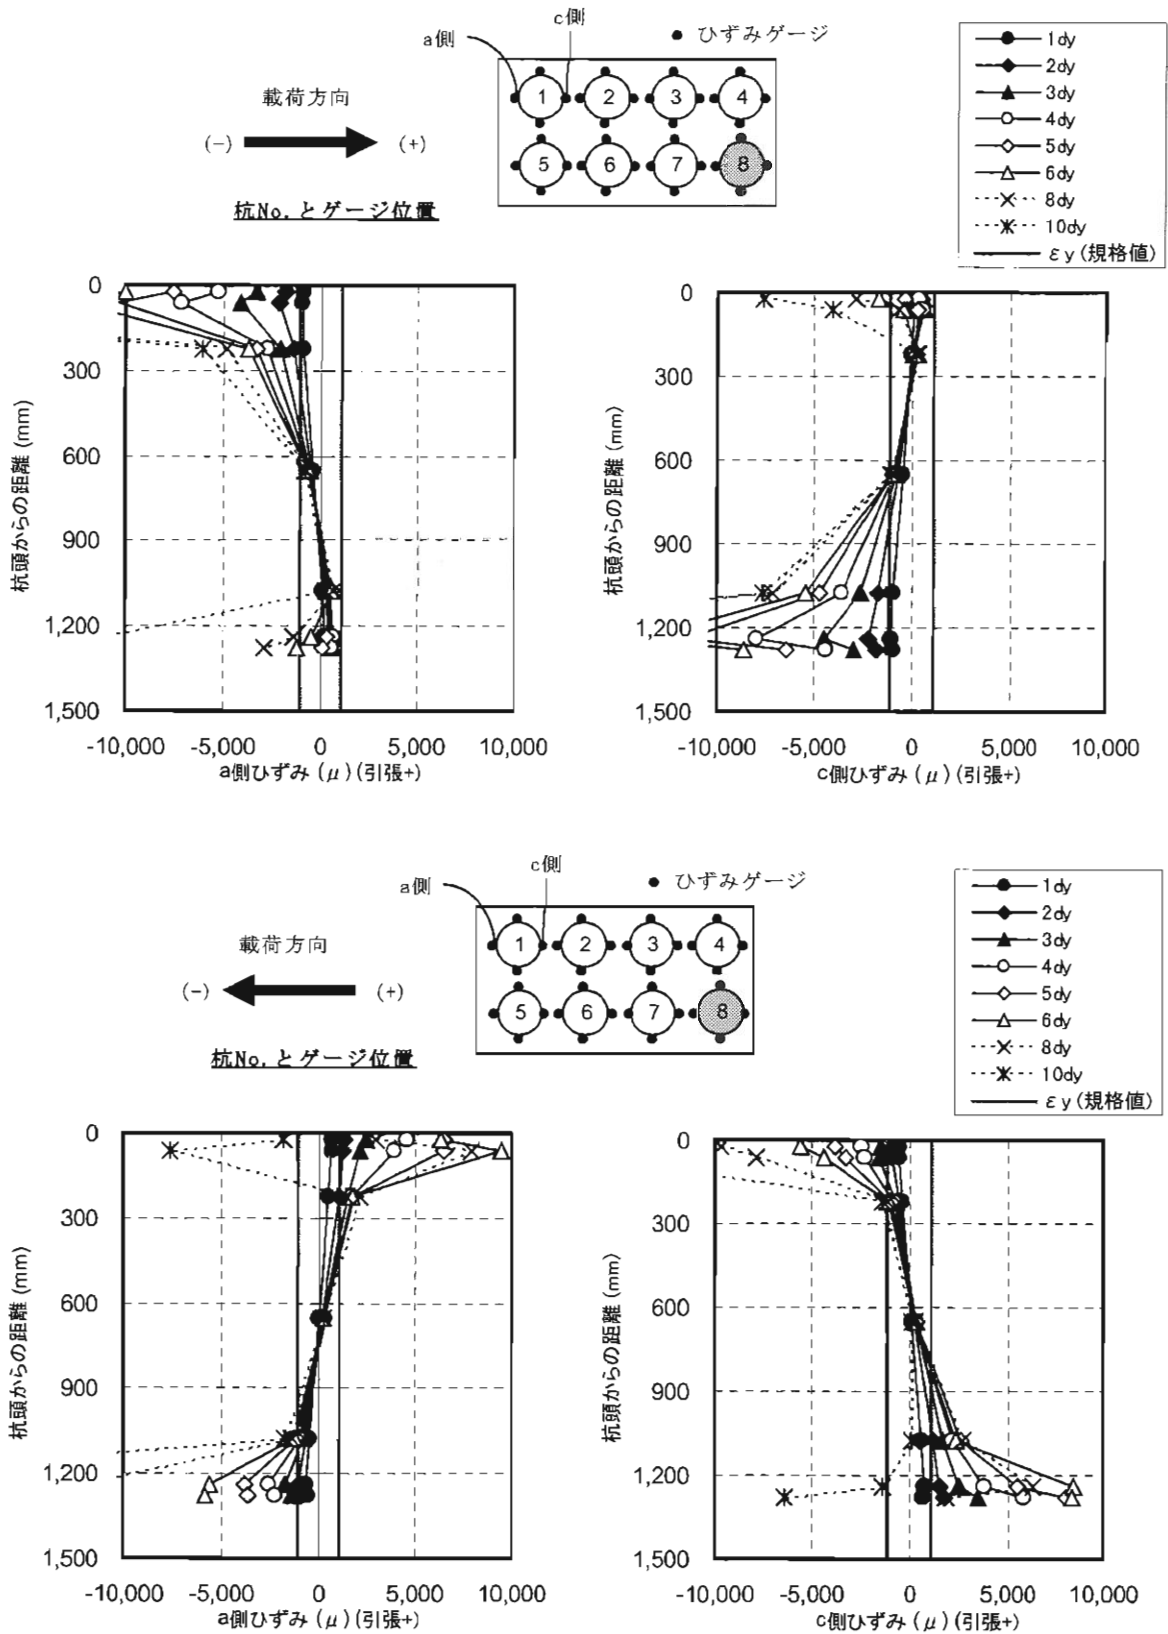 c側
a側
● ひずみゲージ
載荷方向
(-) (+)
1 2 3 4
5 6 7 8
杭No.とゲージ位置
1dy
2dy
3dy
4dy
5dy
6dy
8dy
10dy
εy(規格値)
0
300
600
900
1,200
1,500
杭頭からの距離 (mm)
-10,000 -5,000 0 5,000 10,000
a側ひずみ (μ) (引張+)
0
300
600
900
1,200
1,500
杭頭からの距離 (mm)
-10,000 -5,000 0 5,000 10,000
c側ひずみ (μ) (引張+)
c側
a側
● ひずみゲージ
載荷方向
(-) (+)
1 2 3 4
5 6 7 8
杭No.とゲージ位置
1dy
2dy
3dy
4dy
5dy
6dy
8dy
10dy
εy(規格値)
0
300
600
900
1,200
1,500
杭頭からの距離 (mm)
-10,000 -5,000 0 5,000 10,000
a側ひずみ (μ) (引張+)
0
300
600
900
1,200
1,500
杭頭からの距離 (mm)
-10,000 -5,000 0 5,000 10,000
c側ひずみ (μ) (引張+)